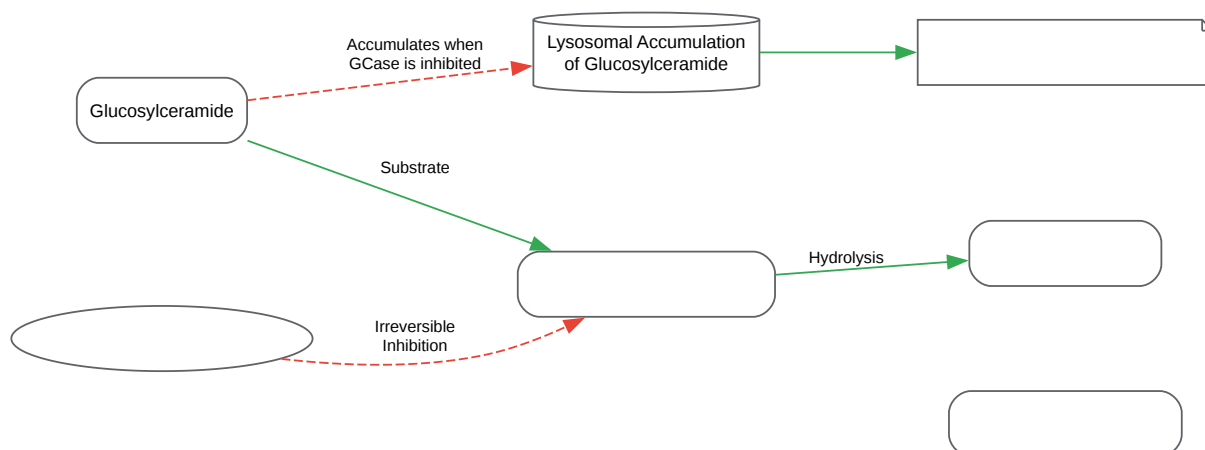 Accumulates when
GCase is inhibited
Lysosomal Accumulation
of Glucosylceramide
Glucosylceramide
Substrate
Hydrolysis
Irreversible
Inhibition